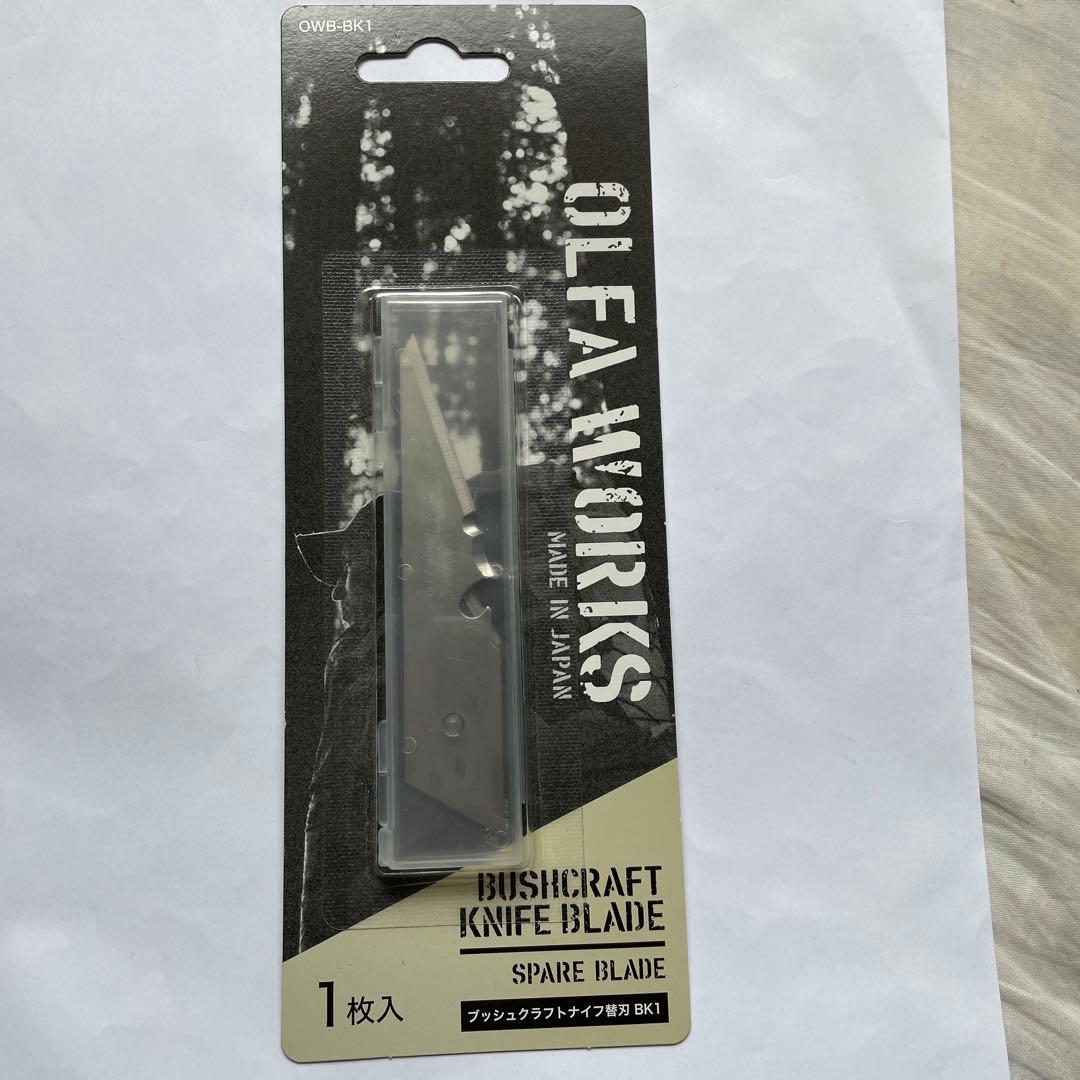 OWB-BK1
OLFA WORKS
MADE IN JAPAN
BUSHCRAFT
KNIFE BLADE
SPARE BLADE
1枚入
ブッシュクラフトナイフ替刃 BK1